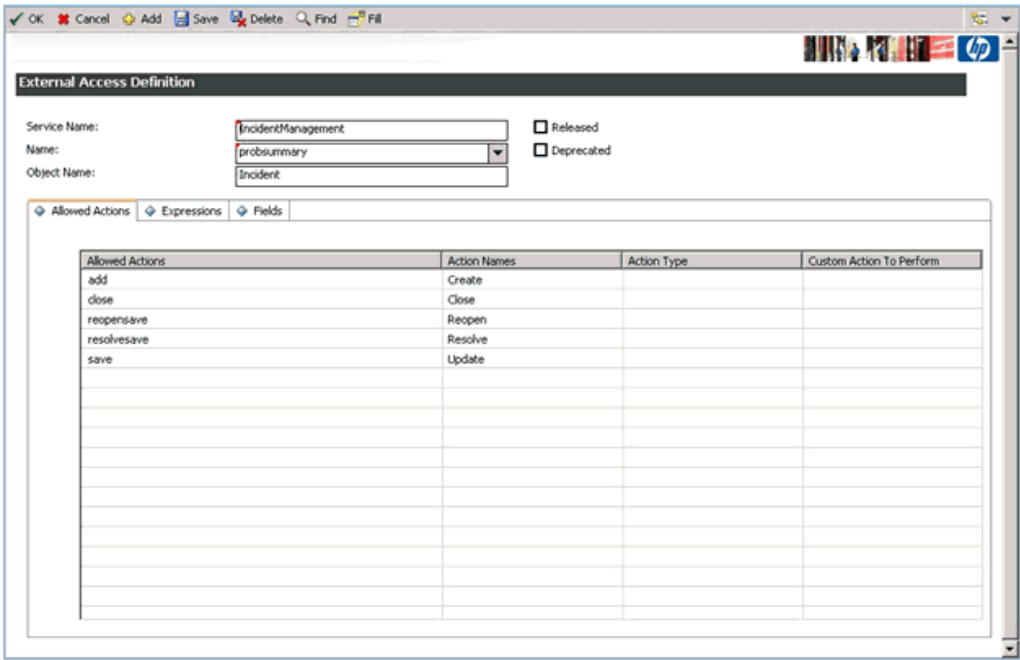 OK Cancel Add Save Delete Find Fill
hp
External Access Definition
Service Name: IncidentManagement Released
Name: probsummary Deprecated
Object Name: Incident
Allowed Actions Expressions Fields
Allowed Actions Action Names Action Type Custom Action To Perform
add Create
close Close
reopensave Reopen
resolvesave Resolve
save Update